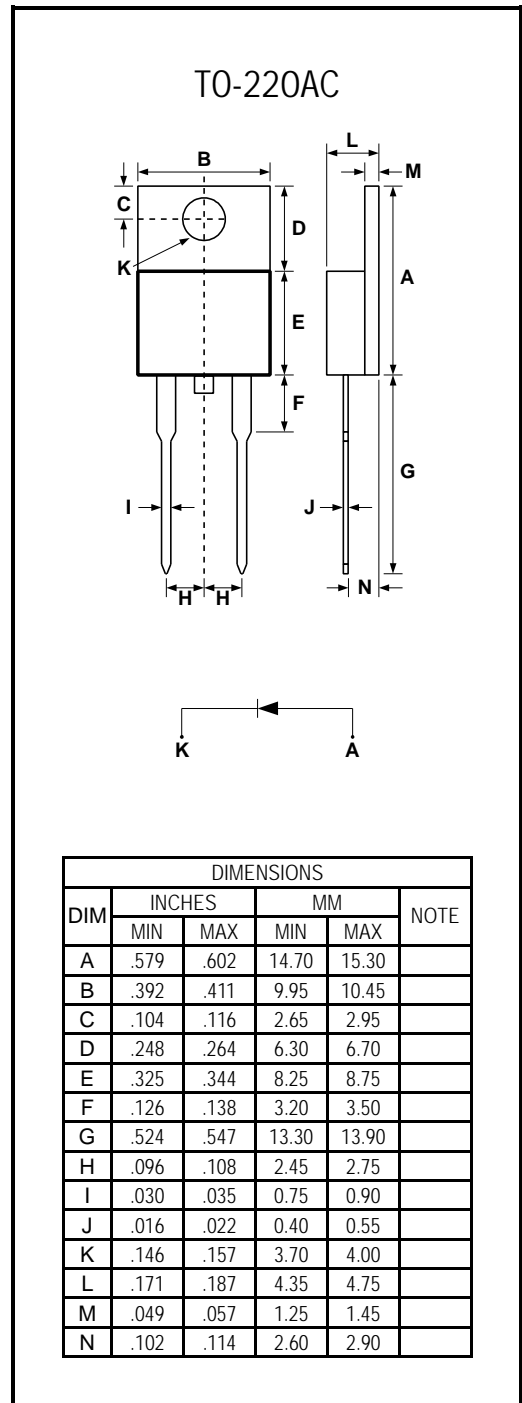 TO-220AC
L
B
M
C
D
K
A
E
F
G
I
J
N
H H
K A
DIMENSIONS
DIM INCHES MM NOTE
MIN MAX MIN MAX
A .579 .602 14.70 15.30
B .392 .411 9.95 10.45
C .104 .116 2.65 2.95
D .248 .264 6.30 6.70
E .325 .344 8.25 8.75
F .126 .138 3.20 3.50
G .524 .547 13.30 13.90
H .096 .108 2.45 2.75
I .030 .035 0.75 0.90
J .016 .022 0.40 0.55
K .146 .157 3.70 4.00
L .171 .187 4.35 4.75
M .049 .057 1.25 1.45
N .102 .114 2.60 2.90